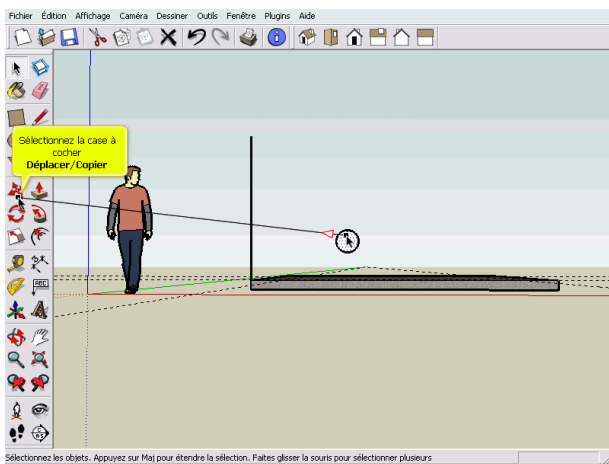 Fichier Édition Affichage Caméra Dessiner Outils Fenêtre Plugins Aide
Sélectionnez la case à
cocher
Déplacer/Copier
ABC
Sélectionnez les objets. Appuyez sur Maj pour étendre la sélection. Faites glisser la souris pour sélectionner plusieurs